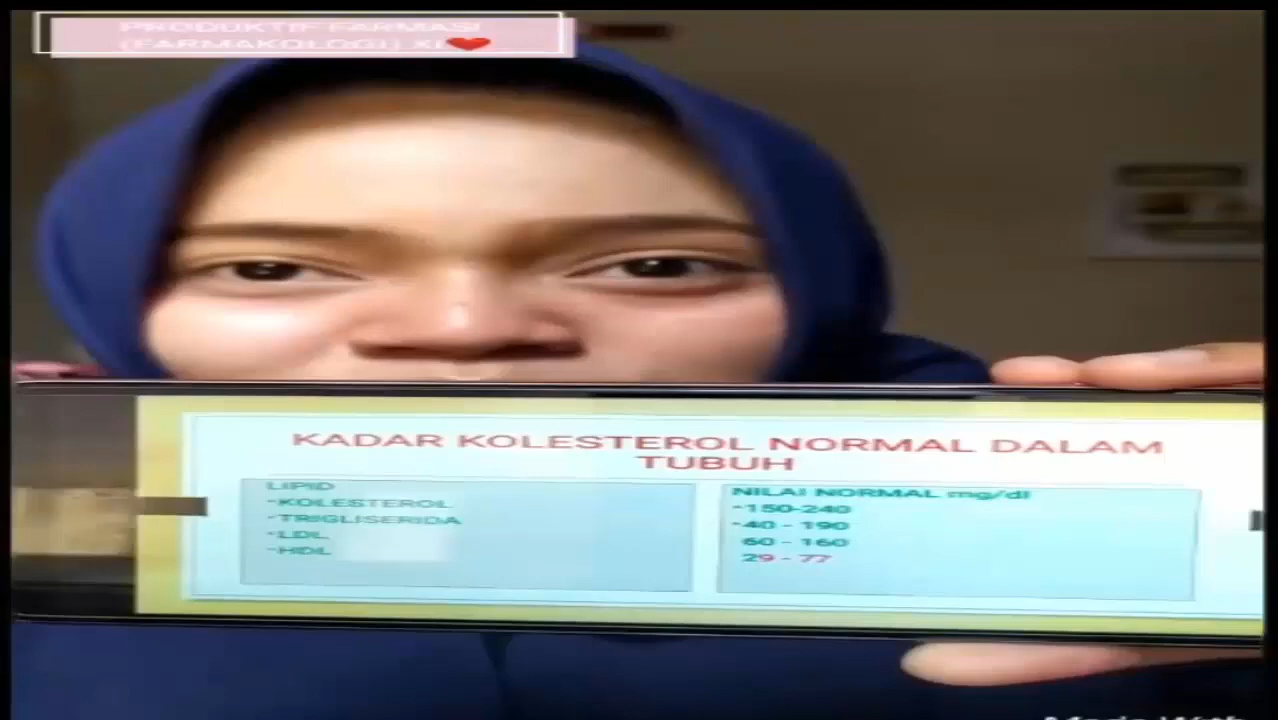 PRODUKTIF FARMASI
(FARMAKOLOGI) XI❤️
KADAR KOLESTEROL NORMAL DALAM
TUBUH
LIPID
•KOLESTEROL
•TRIGLISERIDA
•LDL
•HDL
NILAI NORMAL mg/dl
•150-240
•40 - 190
60 - 160
29 - 77